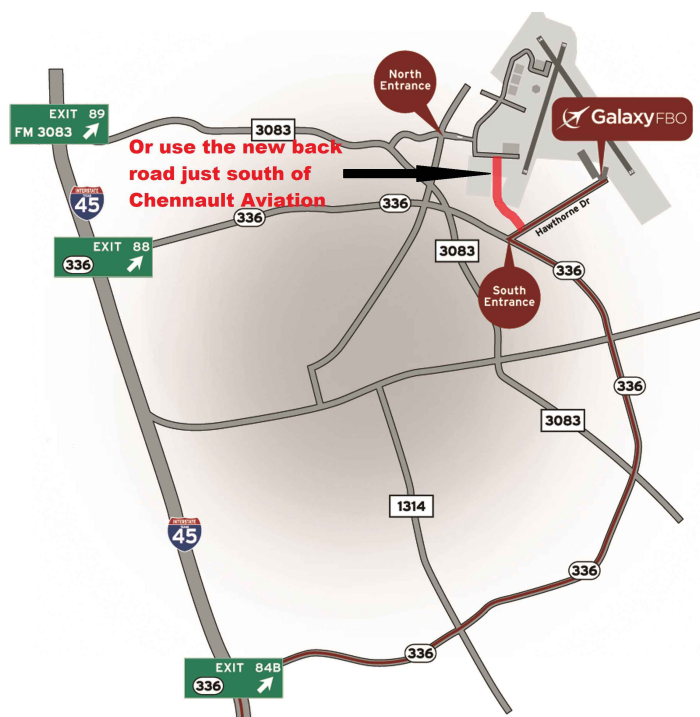 North
Entrance
EXIT 89
FM 3083
GalaxyFBO
3083
Or use the new back
road just south of
Chennault Aviation
INTERSTATE
45
336
336
Hawthorne Dr
EXIT 88
336
3083
336
South
Entrance
336
3083
1314
INTERSTATE
45
336
336
EXIT 84B
336